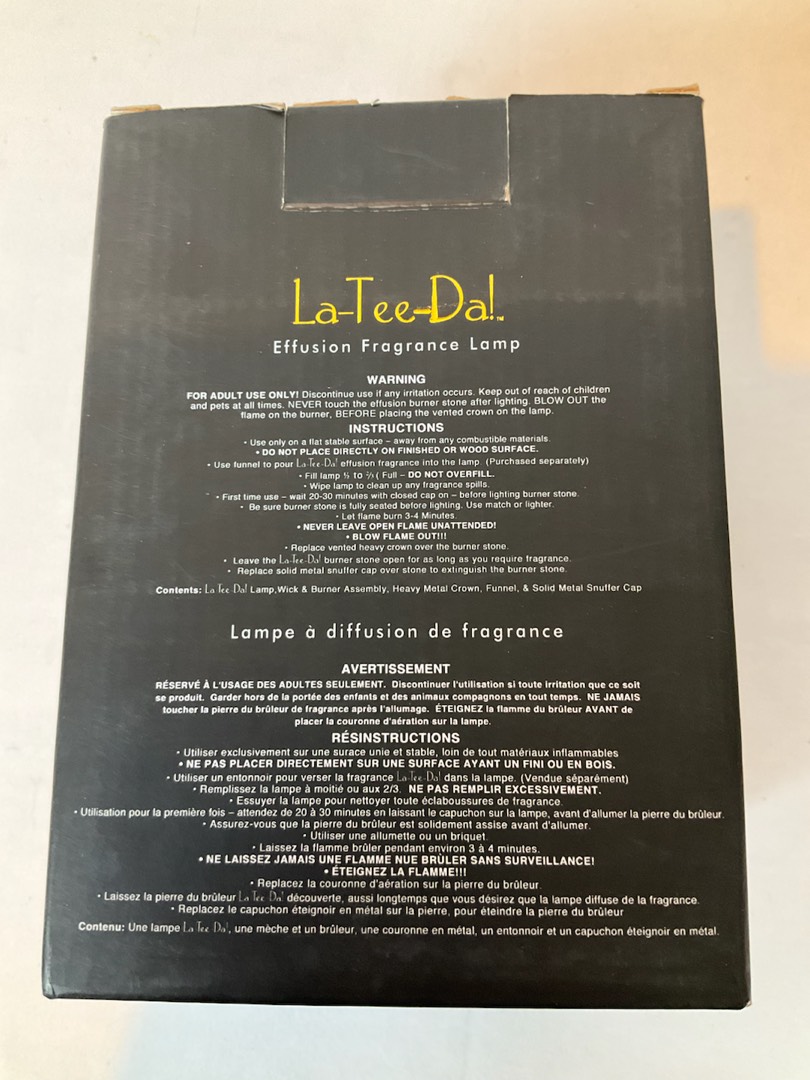 La-Tee-Da!™
Effusion Fragrance Lamp
WARNING
FOR ADULT USE ONLY! Discontinue use if any irritation occurs. Keep out of reach of children
and pets at all times. NEVER touch the effusion burner stone after lighting. BLOW OUT the
flame on the burner, BEFORE placing the vented crown on the lamp.
INSTRUCTIONS
• Use only on a flat stable surface – away from any combustible materials.
• DO NOT PLACE DIRECTLY ON FINISHED OR WOOD SURFACE.
• Use funnel to pour La-Tee-Da! effusion fragrance into the lamp. (Purchased separately)
• Fill lamp ½ to ⅔ ( Full – DO NOT OVERFILL.
• Wipe lamp to clean up any fragrance spills.
• First time use – wait 20-30 minutes with closed cap on – before lighting burner stone.
• Be sure burner stone is fully seated before lighting. Use match or lighter.
• Let flame burn 3-4 Minutes.
• NEVER LEAVE OPEN FLAME UNATTENDED!
• BLOW FLAME OUT!!!
• Replace vented heavy crown over the burner stone.
• Leave the La-Tee-Da! burner stone open for as long as you require fragrance.
• Replace solid metal snuffer cap over stone to extinguish the burner stone.
Contents: La Tee Da! Lamp,Wick & Burner Assembly, Heavy Metal Crown, Funnel, & Solid Metal Snuffer Cap
Lampe à diffusion de fragrance
AVERTISSEMENT
RÉSERVÉ À L'USAGE DES ADULTES SEULEMENT. Discontinuer l'utilisation si toute irritation que ce soit
se produit. Garder hors de la portée des enfants et des animaux compagnons en tout temps. NE JAMAIS
toucher la pierre du brûleur de fragrance après l'allumage. ÉTEIGNEZ la flamme du brûleur AVANT de
placer la couronne d'aération sur la lampe.
RÉSINSTRUCTIONS
• Utiliser exclusivement sur une surace unie et stable, loin de tout matériaux inflammables
• NE PAS PLACER DIRECTEMENT SUR UNE SURFACE AYANT UN FINI OU EN BOIS.
• Utiliser un entonnoir pour verser la fragrance La-Tee-Da! dans la lampe. (Vendue séparément)
• Remplissez la lampe à moitié ou aux 2/3. NE PAS REMPLIR EXCESSIVEMENT.
• Essuyer la lampe pour nettoyer toute éclaboussures de fragrance.
• Utilisation pour la première fois – attendez de 20 à 30 minutes en laissant le capuchon sur la lampe, avant d'allumer la pierre du brûleur.
• Assurez-vous que la pierre du brûleur est solidement assise avant d'allumer.
• Utiliser une allumette ou un briquet.
• Laissez la flamme brûler pendant environ 3 à 4 minutes.
• NE LAISSEZ JAMAIS UNE FLAMME NUE BRÛLER SANS SURVEILLANCE!
• ÉTEIGNEZ LA FLAMME!!!
• Replacez la couronne d'aération sur la pierre du brûleur.
• Laissez la pierre du brûleur La Tee Da! découverte, aussi longtemps que vous désirez que la lampe diffuse de la fragrance.
• Replacez le capuchon éteignoir en métal sur la pierre, pour éteindre la pierre du brûleur
Contenu: Une lampe La Tee Da!, une mèche et un brûleur, une couronne en métal, un entonnoir et un capuchon éteignoir en métal.